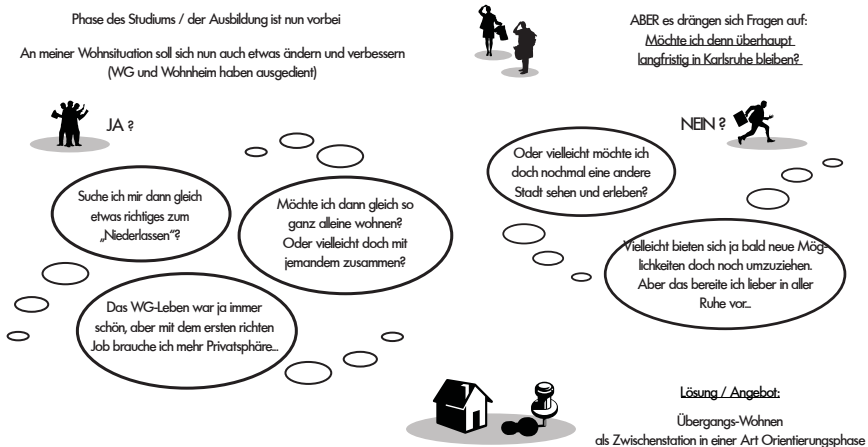 Phase des Studiums / der Ausbildung ist nun vorbei
An meiner Wohnsituation soll sich nun auch etwas ändern und verbessern
(WG und Wohnheim haben ausgedient)
ABER es drängen sich Fragen auf:
Möchte ich denn überhaupt
langfristig in Karlsruhe bleiben?
JA ?
Suche ich mir dann gleich
etwas richtiges zum
„Niederlassen“?
Möchte ich dann gleich so
ganz alleine wohnen?
Oder vielleicht doch mit
jemandem zusammen?
Das WG-Leben war ja immer
schön, aber mit dem ersten richten
Job brauche ich mehr Privatsphäre...
NEIN ?
Oder vielleicht möchte ich
doch nochmal eine andere
Stadt sehen und erleben?
Vielleicht bieten sich ja bald neue Mög-
lichkeiten doch noch umzuziehen.
Aber das bereite ich lieber in aller
Ruhe vor...
Lösung / Angebot:
Übergangs-Wohnen
als Zwischenstation in einer Art Orientierungsphase